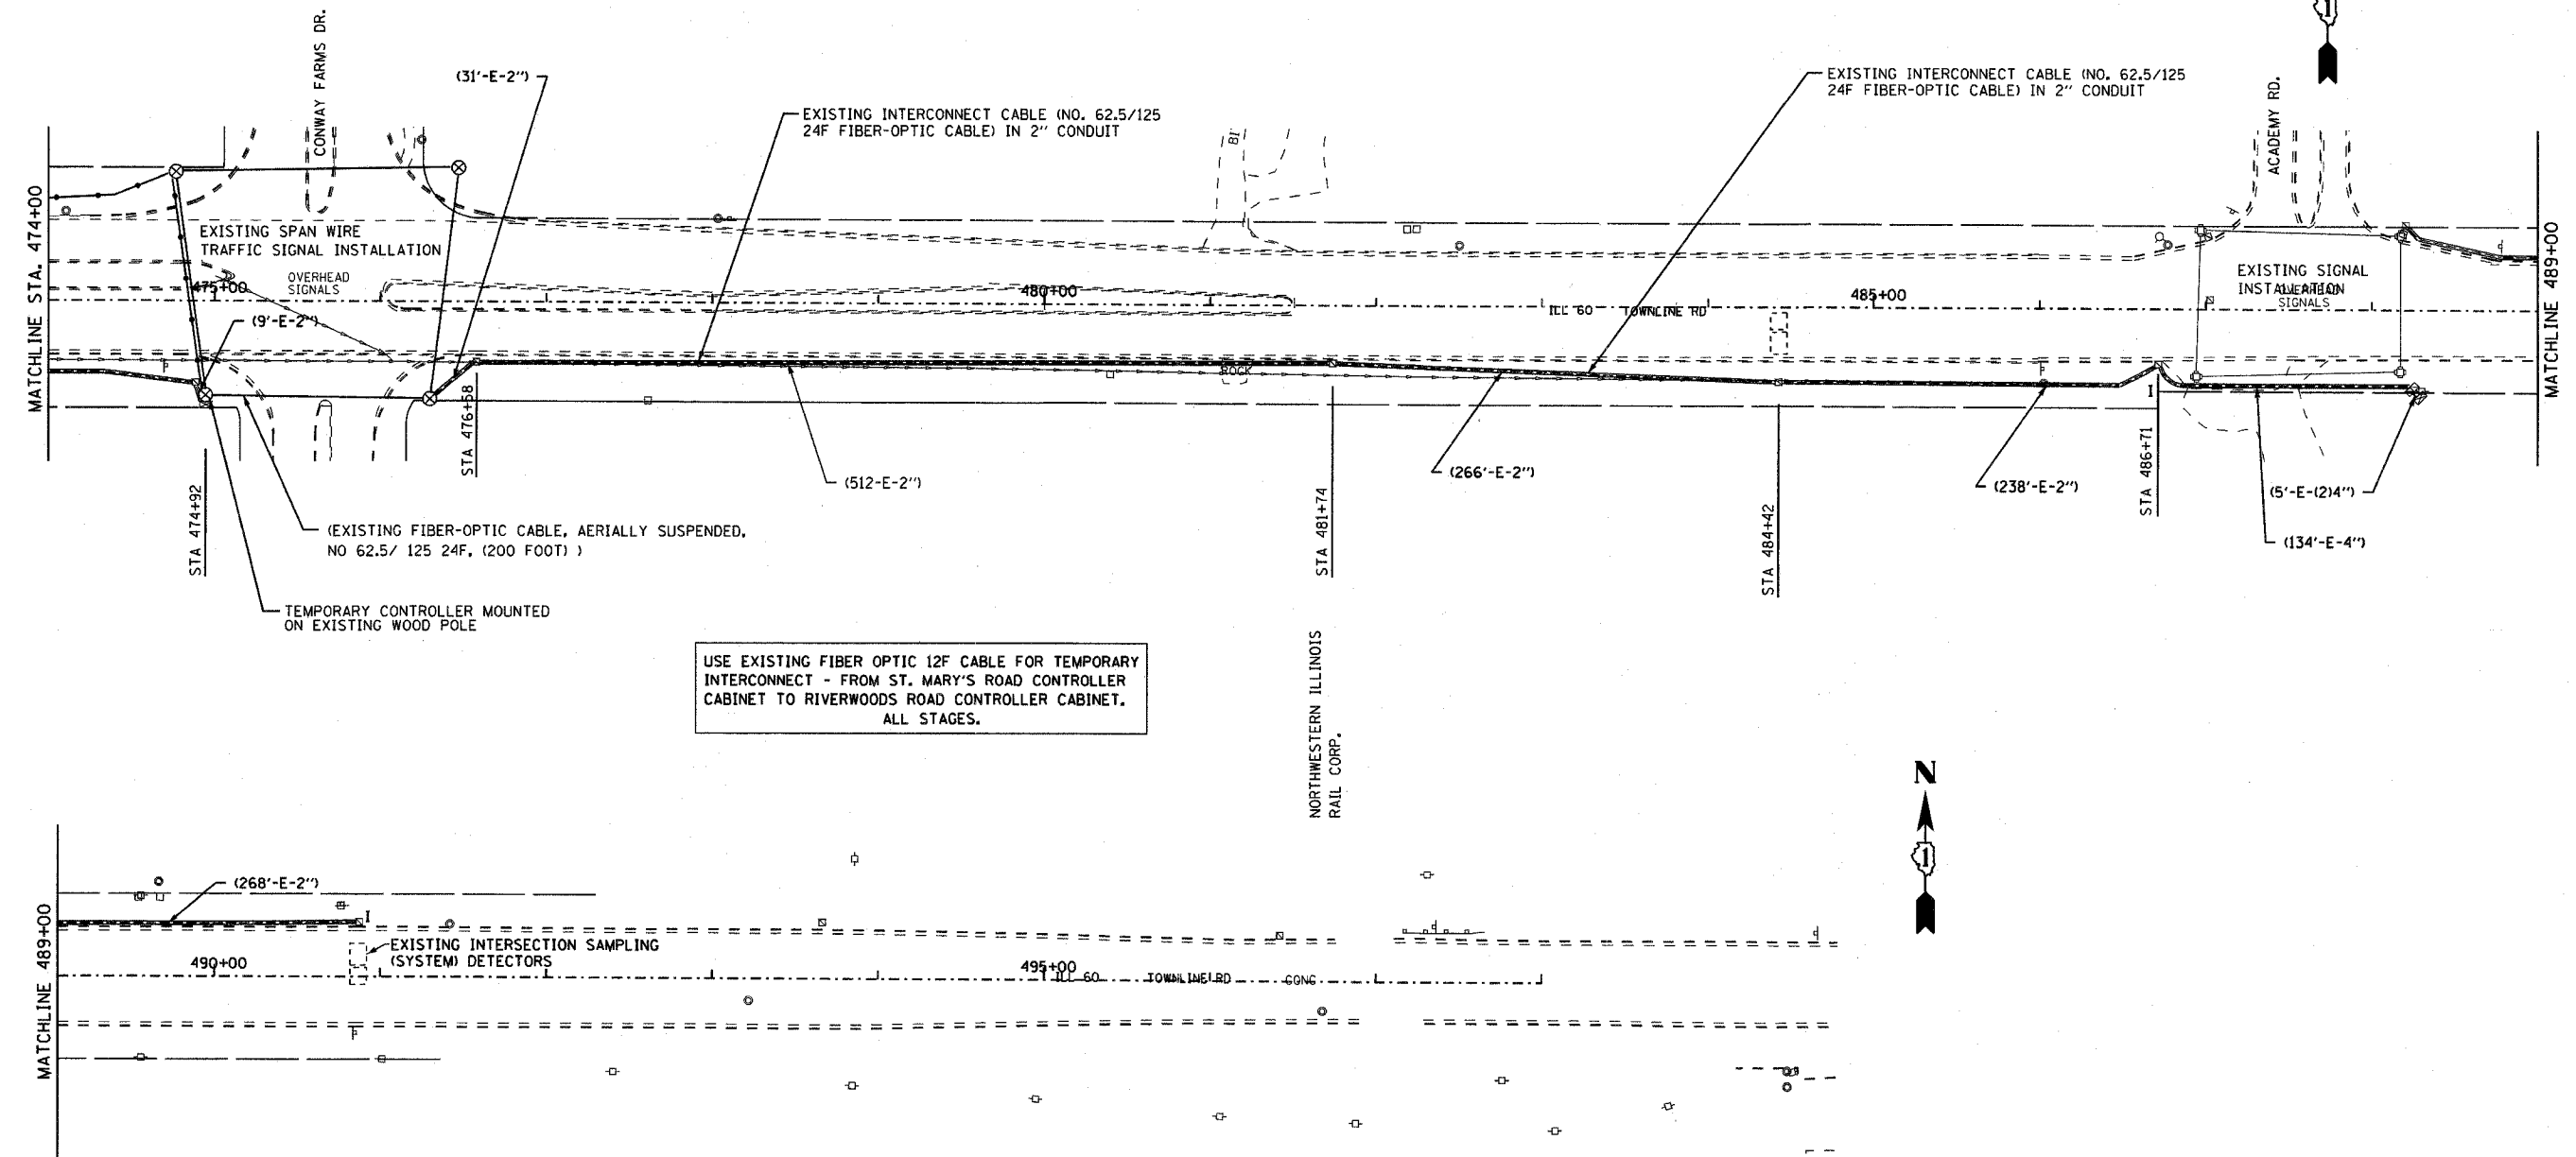 CONWAY FARMS DR.
(31'-E-2")
EXISTING INTERCONNECT CABLE (NO. 62.5/125
24F FIBER-OPTIC CABLE) IN 2" CONDUIT
EXISTING INTERCONNECT CABLE (NO. 62.5/125
24F FIBER-OPTIC CABLE) IN 2" CONDUIT
ACADEMY RD.
1
MATCHLINE STA. 474+00
EXISTING SPAN WIRE
TRAFFIC SIGNAL INSTALLATION
OVERHEAD
SIGNALS
475+00
(9'-E-2")
480+00
485+00
ILL 60 TOWNLINE RD
BI
ROCK
EXISTING SIGNAL
INSTALLATION
OVERHEAD
SIGNALS
MATCHLINE 489+00
I
STA 474+92
STA 476+58
(512-E-2")
STA 481+74
(266'-E-2")
STA 484+42
(238'-E-2")
STA 486+71
(5'-E-(2)4")
(134'-E-4")
(EXISTING FIBER-OPTIC CABLE, AERIALLY SUSPENDED,
NO 62.5/ 125 24F, (200 FOOT) )
TEMPORARY CONTROLLER MOUNTED
ON EXISTING WOOD POLE
USE EXISTING FIBER OPTIC 12F CABLE FOR TEMPORARY
INTERCONNECT - FROM ST. MARY'S ROAD CONTROLLER
CABINET TO RIVERWOODS ROAD CONTROLLER CABINET.
ALL STAGES.
NORTHWESTERN ILLINOIS
RAIL CORP.
N
1
MATCHLINE 489+00
(268'-E-2")
I
EXISTING INTERSECTION SAMPLING
(SYSTEM) DETECTORS
490+00
495+00
ILL 60 TOWNLINE RD GONG